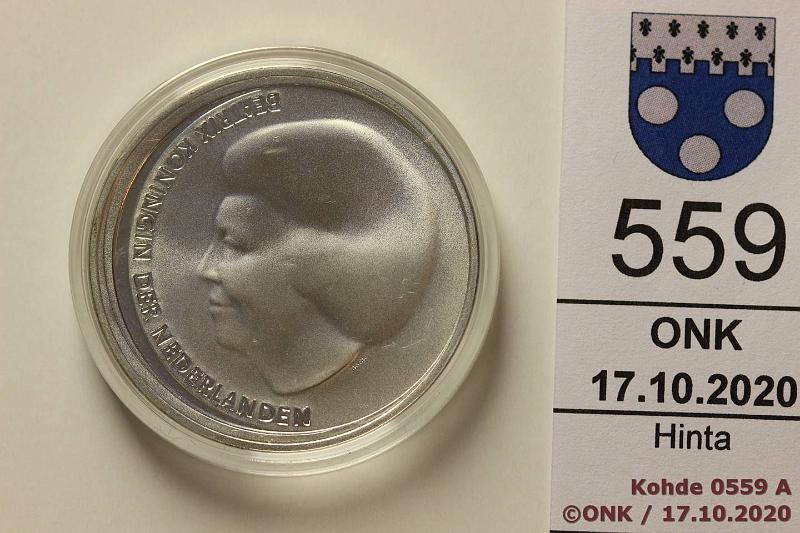 BEATRIX KONINGIN DER NEDERLANDEN
559
ONK
17.10.2020
Hinta
Kohde 0559 A
©ONK / 17.10.2020